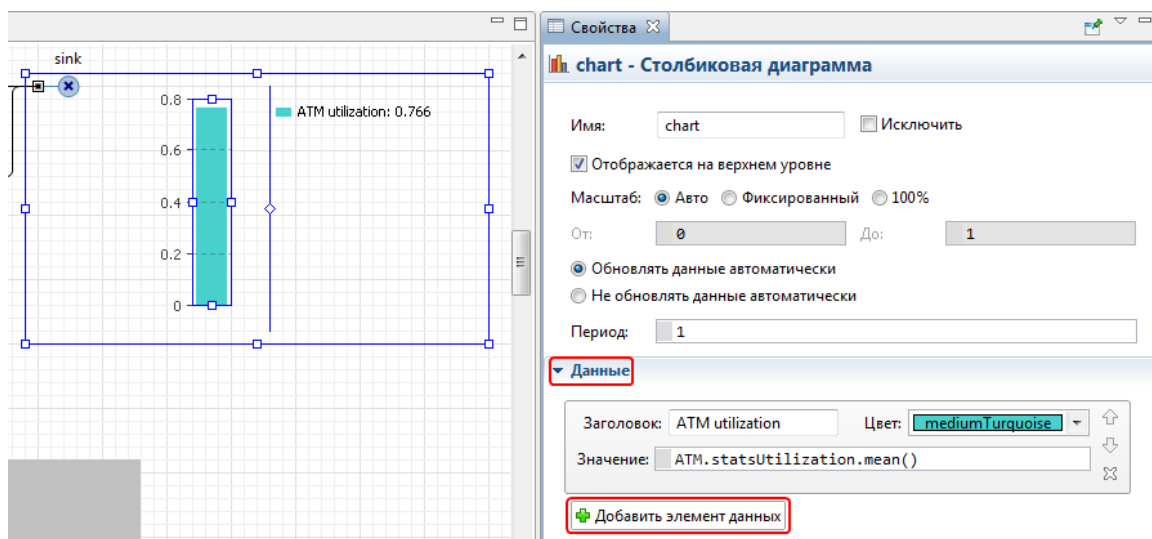 sink
0.8
ATM utilization: 0.766
0.6
0.4
0.2
0
Свойства
chart - Столбиковая диаграмма
Имя: chart Исключить
Отображается на верхнем уровне
Масштаб: Авто Фиксированный 100%
От: 0 До: 1
Обновлять данные автоматически
Не обновлять данные автоматически
Период: 1
Данные
Заголовок: ATM utilization Цвет: mediumTurquoise
Значение: ATM.statsUtilization.mean()
Добавить элемент данных